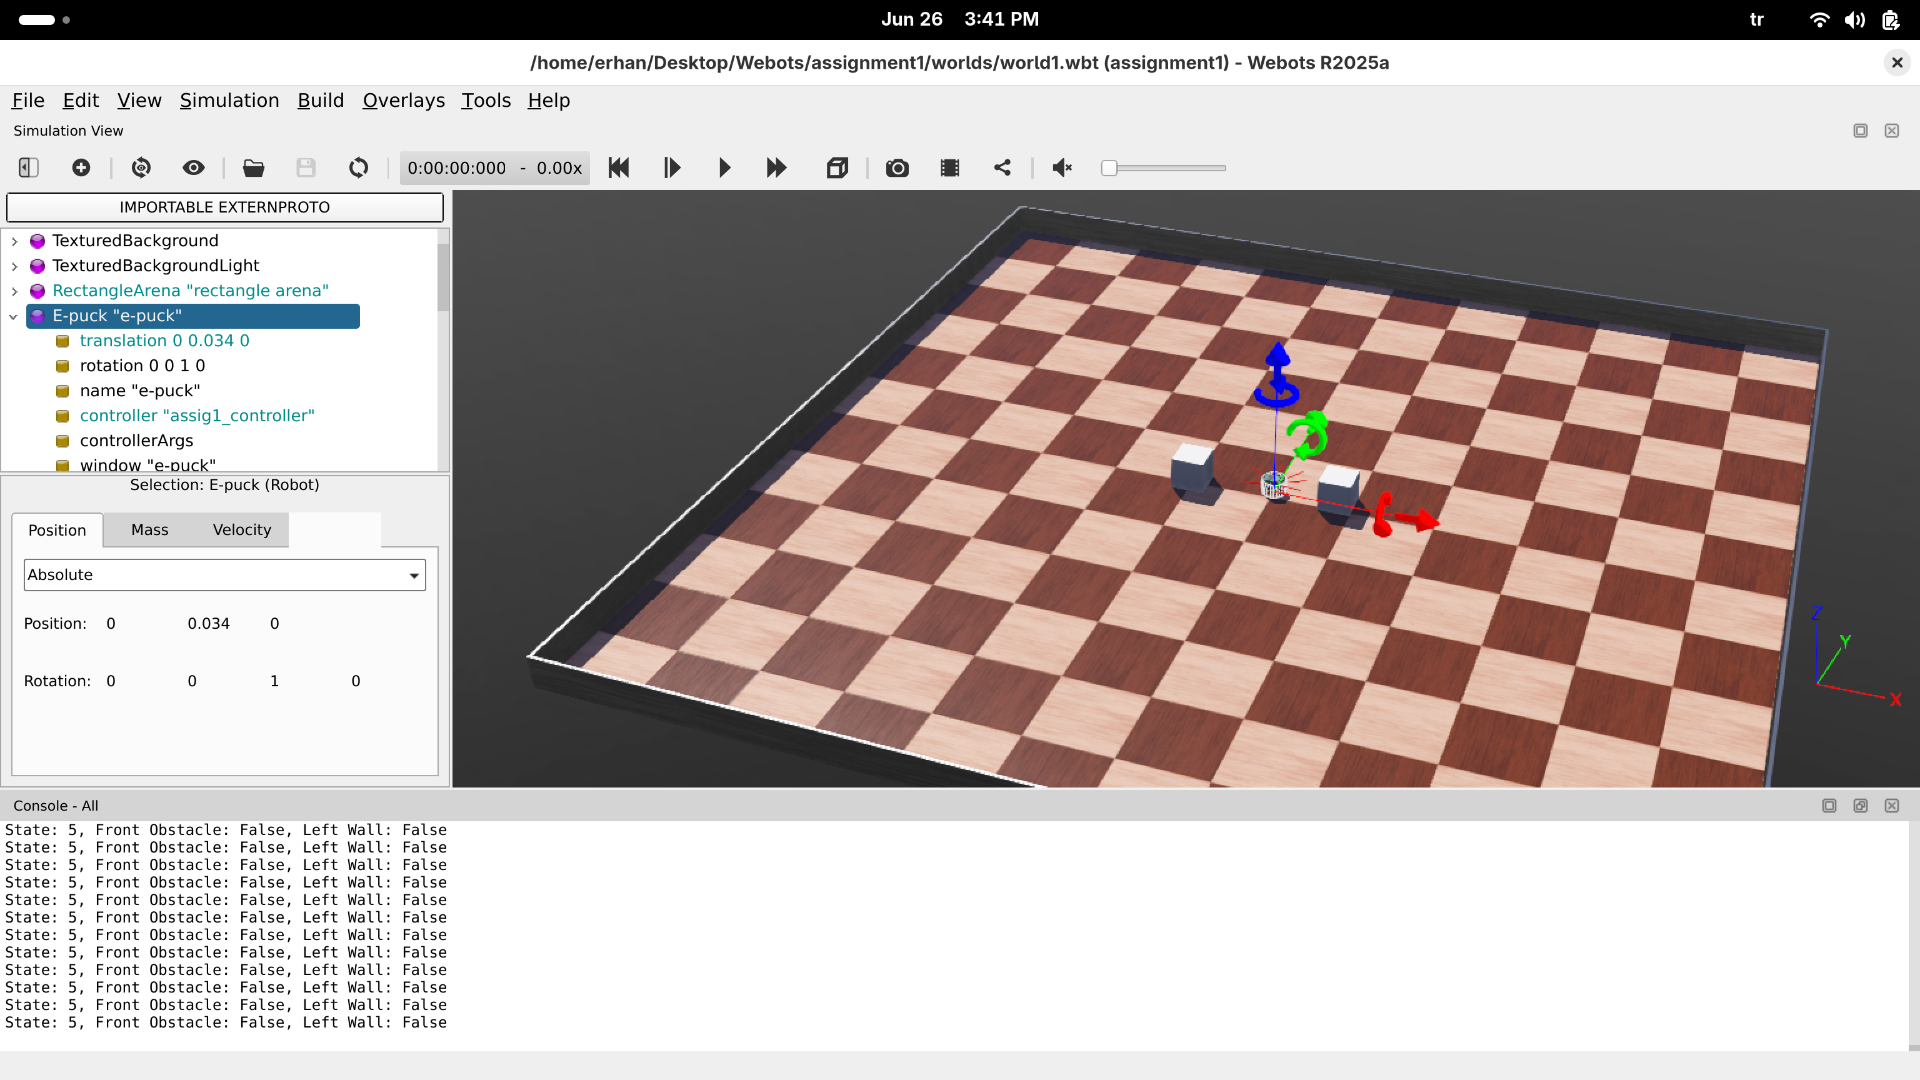 Jun 26 3:41 PM
tr
/home/erhan/Desktop/Webots/assignment1/worlds/world1.wbt (assignment1) - Webots R2025a
File Edit View Simulation Build Overlays Tools Help
Simulation View
0:00:00:000 - 0.00x
IMPORTABLE EXTERNPROTO
TexturedBackground
TexturedBackgroundLight
RectangleArena "rectangle arena"
E-puck "e-puck"
translation 0 0.034 0
rotation 0 0 1 0
name "e-puck"
controller "assig1_controller"
controllerArgs
window "e-puck"
Selection: E-puck (Robot)
Position Mass Velocity
Absolute
Position: 0 0.034 0
Rotation: 0 0 1 0
Z
Y
X
Console - All
State: 5, Front Obstacle: False, Left Wall: False
State: 5, Front Obstacle: False, Left Wall: False
State: 5, Front Obstacle: False, Left Wall: False
State: 5, Front Obstacle: False, Left Wall: False
State: 5, Front Obstacle: False, Left Wall: False
State: 5, Front Obstacle: False, Left Wall: False
State: 5, Front Obstacle: False, Left Wall: False
State: 5, Front Obstacle: False, Left Wall: False
State: 5, Front Obstacle: False, Left Wall: False
State: 5, Front Obstacle: False, Left Wall: False
State: 5, Front Obstacle: False, Left Wall: False
State: 5, Front Obstacle: False, Left Wall: False